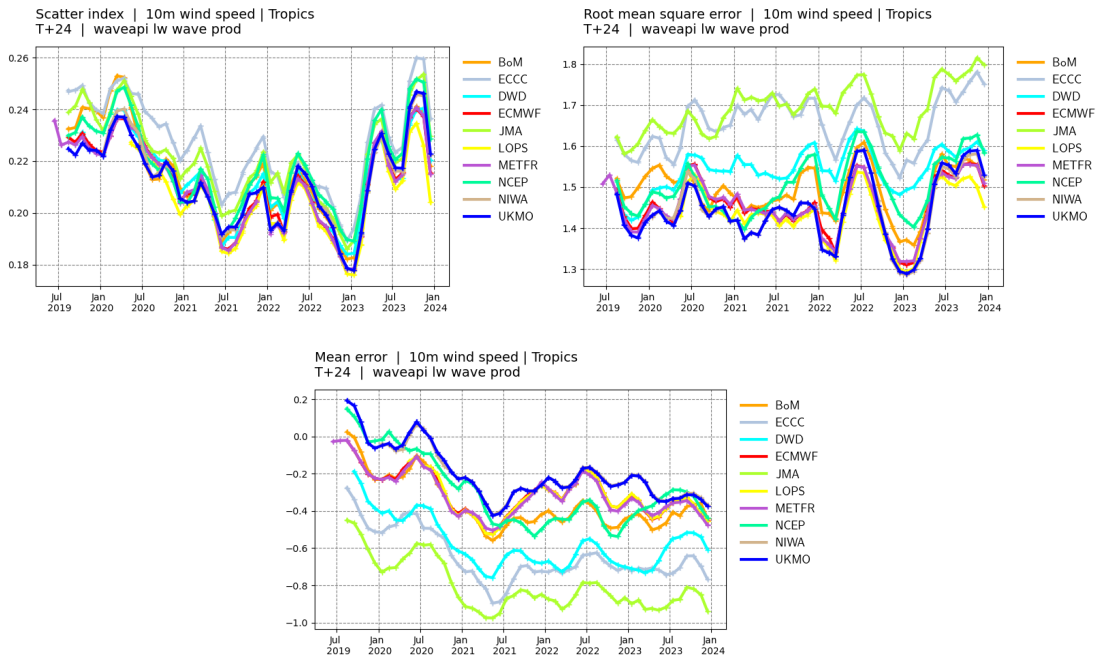 Scatter index | 10m wind speed | Tropics
T+24 | waveapi lw wave prod
0.26
0.24
0.22
0.20
0.18
Jul 2019
Jan 2020
Jul 2020
Jan 2021
Jul 2021
Jan 2022
Jul 2022
Jan 2023
Jul 2023
Jan 2024
BoM
ECCC
DWD
ECMWF
JMA
LOPS
METFR
NCEP
NIWA
UKMO
Root mean square error | 10m wind speed | Tropics
T+24 | waveapi lw wave prod
1.8
1.7
1.6
1.5
1.4
1.3
Jul 2019
Jan 2020
Jul 2020
Jan 2021
Jul 2021
Jan 2022
Jul 2022
Jan 2023
Jul 2023
Jan 2024
BoM
ECCC
DWD
ECMWF
JMA
LOPS
METFR
NCEP
NIWA
UKMO
Mean error | 10m wind speed | Tropics
T+24 | waveapi lw wave prod
0.2
0.0
−0.2
−0.4
−0.6
−0.8
−1.0
Jul 2019
Jan 2020
Jul 2020
Jan 2021
Jul 2021
Jan 2022
Jul 2022
Jan 2023
Jul 2023
Jan 2024
BoM
ECCC
DWD
ECMWF
JMA
LOPS
METFR
NCEP
NIWA
UKMO